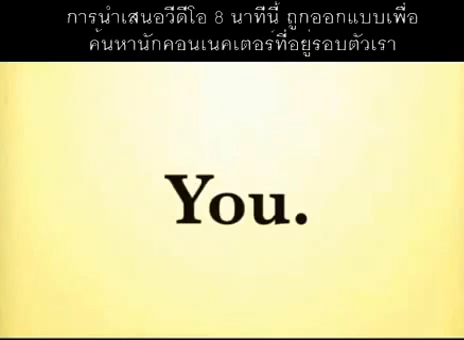 การนำเสนอวีดีโอ 8 นาทีนี้ ถูกออกแบบเพื่อ
ค้นหานักคอนเนคเตอร์ที่อยู่รอบตัวเรา
You.